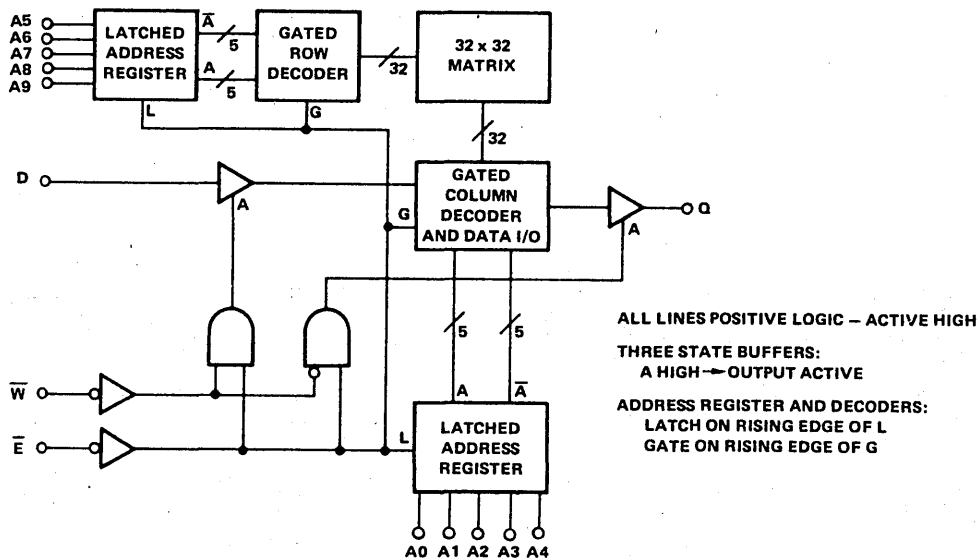 A5
A6
A7
A8
A9
LATCHED
ADDRESS
REGISTER
L
A̅
5
A
5
GATED
ROW
DECODER
G
32
32 x 32
MATRIX
32
D
A
GATED
COLUMN
DECODER
AND DATA I/O
G
A
Q
5
5
A
A̅
W̅
E̅
L
LATCHED
ADDRESS
REGISTER
A0 A1 A2 A3 A4
ALL LINES POSITIVE LOGIC – ACTIVE HIGH
THREE STATE BUFFERS:
A HIGH → OUTPUT ACTIVE
ADDRESS REGISTER AND DECODERS:
LATCH ON RISING EDGE OF L
GATE ON RISING EDGE OF G